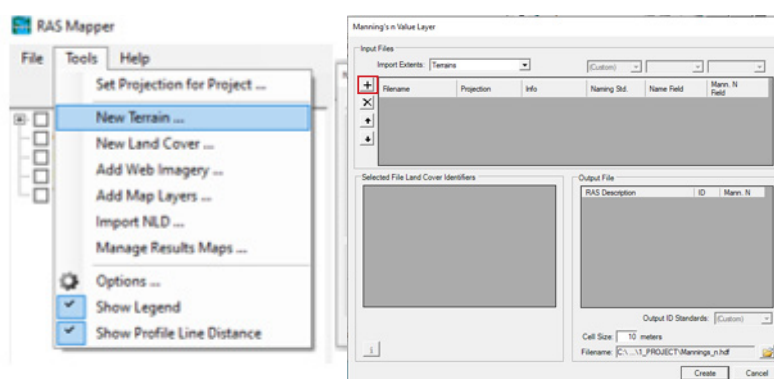 RAS Mapper
File Tools Help
Set Projection for Project ...
New Terrain ...
New Land Cover ...
Add Web Imagery ...
Add Map Layers ...
Import NLD ...
Manage Results Maps ...
Options ...
Show Legend
Show Profile Line Distance
Manning's n Value Layer
Input Files
Import Extents: Terrains (Custom)
Filename Projection Info Naming Std. Name Field Mann. N Field
Selected File Land Cover Identifiers
Output File
RAS Description ID Mann. N
Output ID Standards: (Custom)
Cell Size: 10 meters
Filename: C:\...\1_PROJECT\Mannings_n.hdf
i
Create Cancel